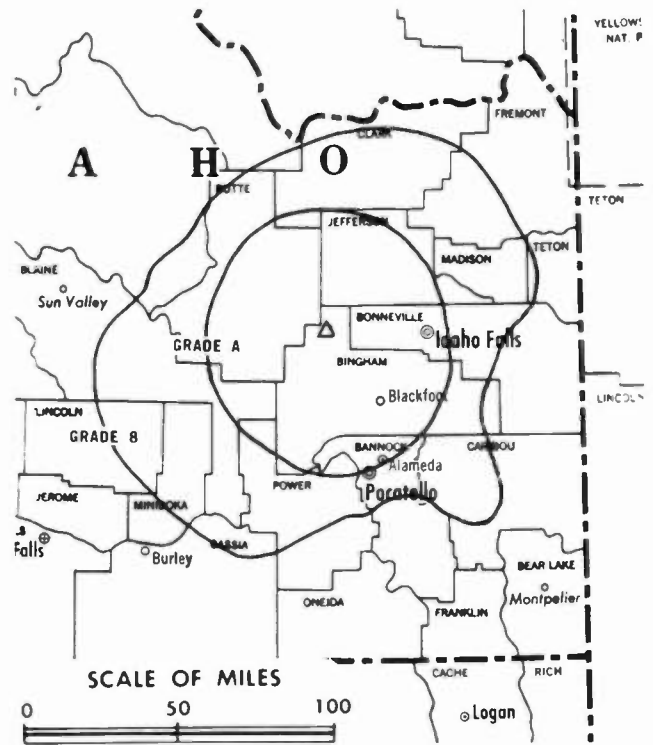 YELLOWS
NAT. P
FREMONT
CLARK
A H O
BUTTE
TETON
JEFFERSON
MADISON
TETON
BLAINE
Sun Valley
BONNEVILLE
GRADE A
Idaho Falls
BINGHAM
Blackfoot
LINCOLN
LINCOLN
GRADE B
BANNOCK
CARIBOU
Alameda
POWER
Pocatello
JEROME
MINIDOKA
Falls
CASSIA
Burley
BEAR LAKE
ONEIDA
Montpelier
FRANKLIN
SCALE OF MILES
CACHE
RICH
0 50 100
Logan